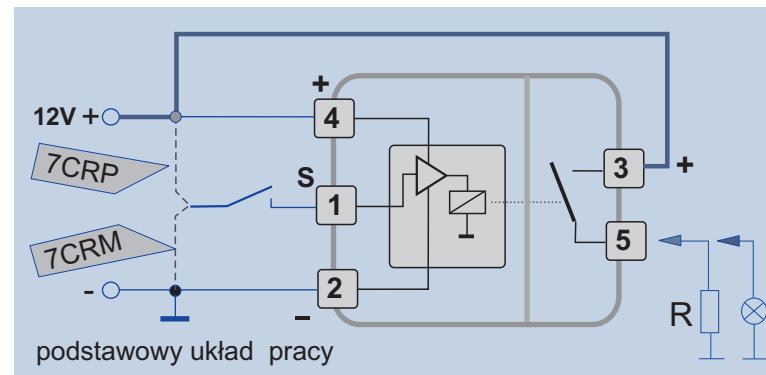 +
12V +
4
7CRP
3
+
S
1
5
7CRM
2
-
–
R
podstawowy układ pracy